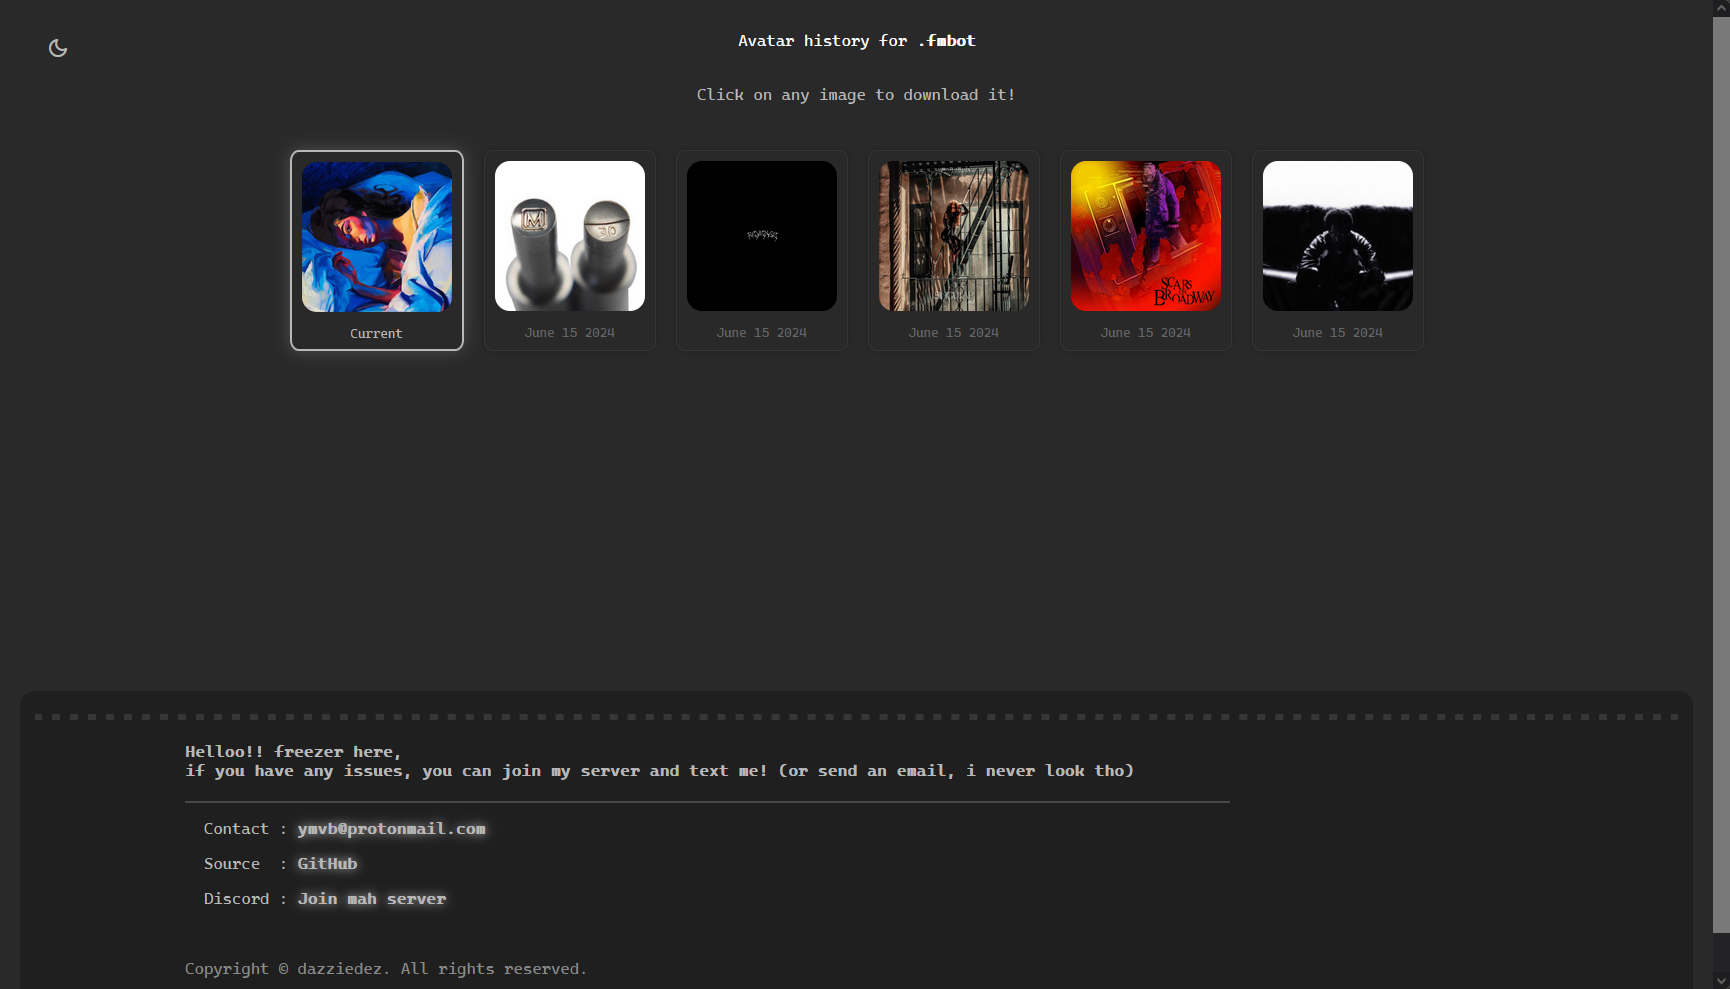 Avatar history for .fmbot
Click on any image to download it!
M
30
SCARS
ON
BROADWAY
Current
June 15 2024
June 15 2024
June 15 2024
June 15 2024
June 15 2024
Helloo!! freezer here,
if you have any issues, you can join my server and text me! (or send an email, i never look tho)
Contact : ymvb@protonmail.com
Source : GitHub
Discord : Join mah server
Copyright © dazziedez. All rights reserved.